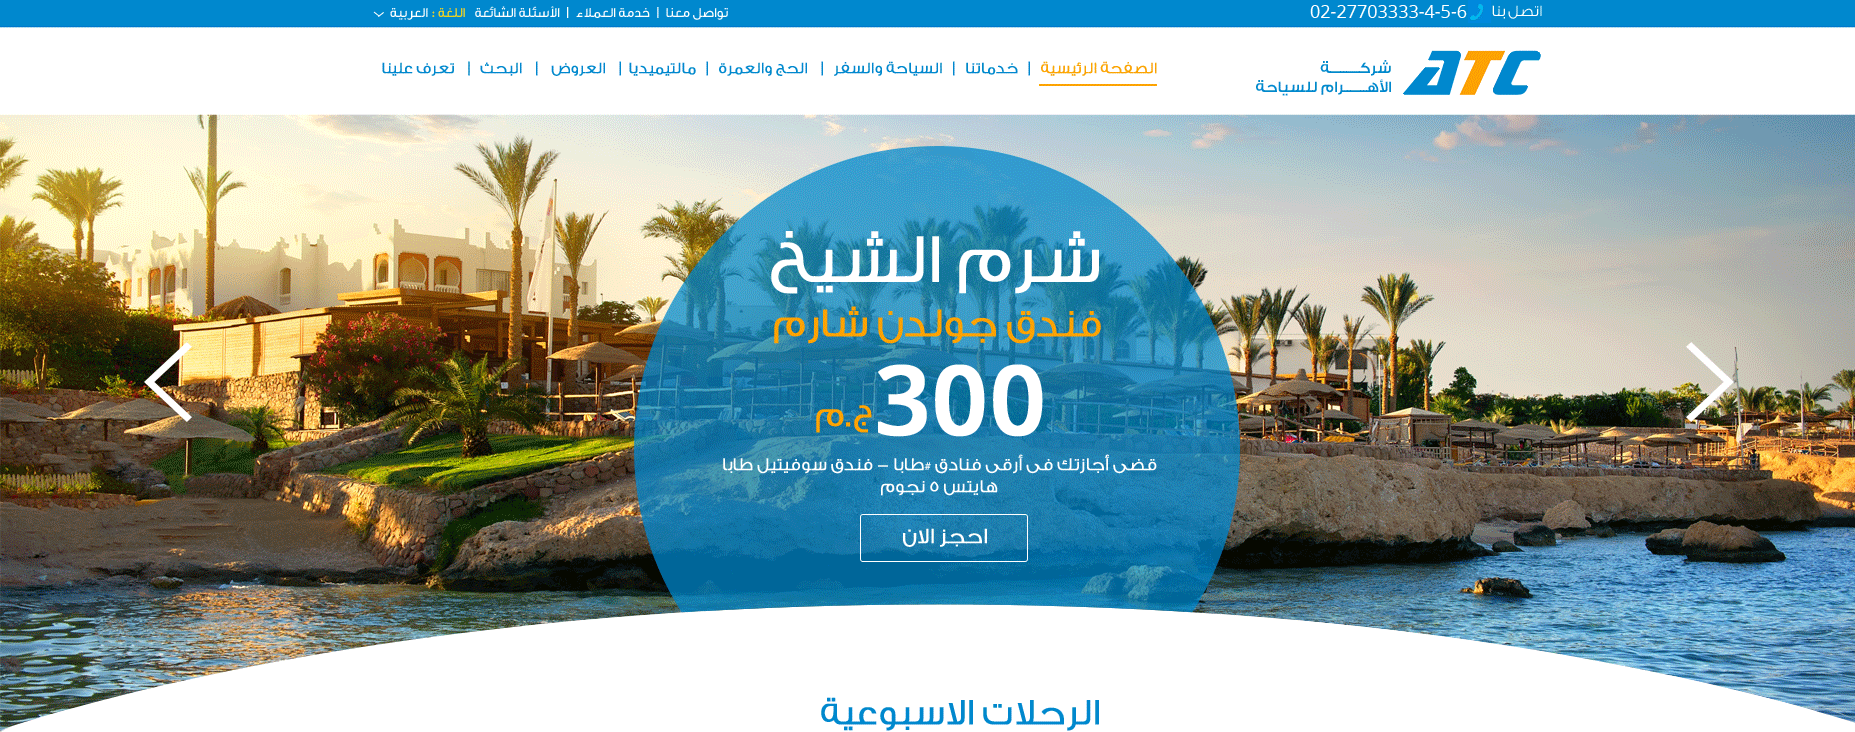 اتصل بنا 02-27703333-4-5-6
تواصل معنا | خدمة العملاء | الأسئلة الشائعة اللغة : العربية
ATC
شركـــــة
الأهـــــرام للسياحة
الصفحة الرئيسية | خدماتنا | السياحة والسفر | الحج والعمرة | مالتيميديا | العروض | البحث | تعرف علينا
شرم الشيخ
فندق جولدن شارم
300 ج.م
قضى أجازتك فى أرقى فنادق #طابا – فندق سوفيتيل طابا
هايتس ٥ نجوم
احجز الان
الرحلات الاسبوعية